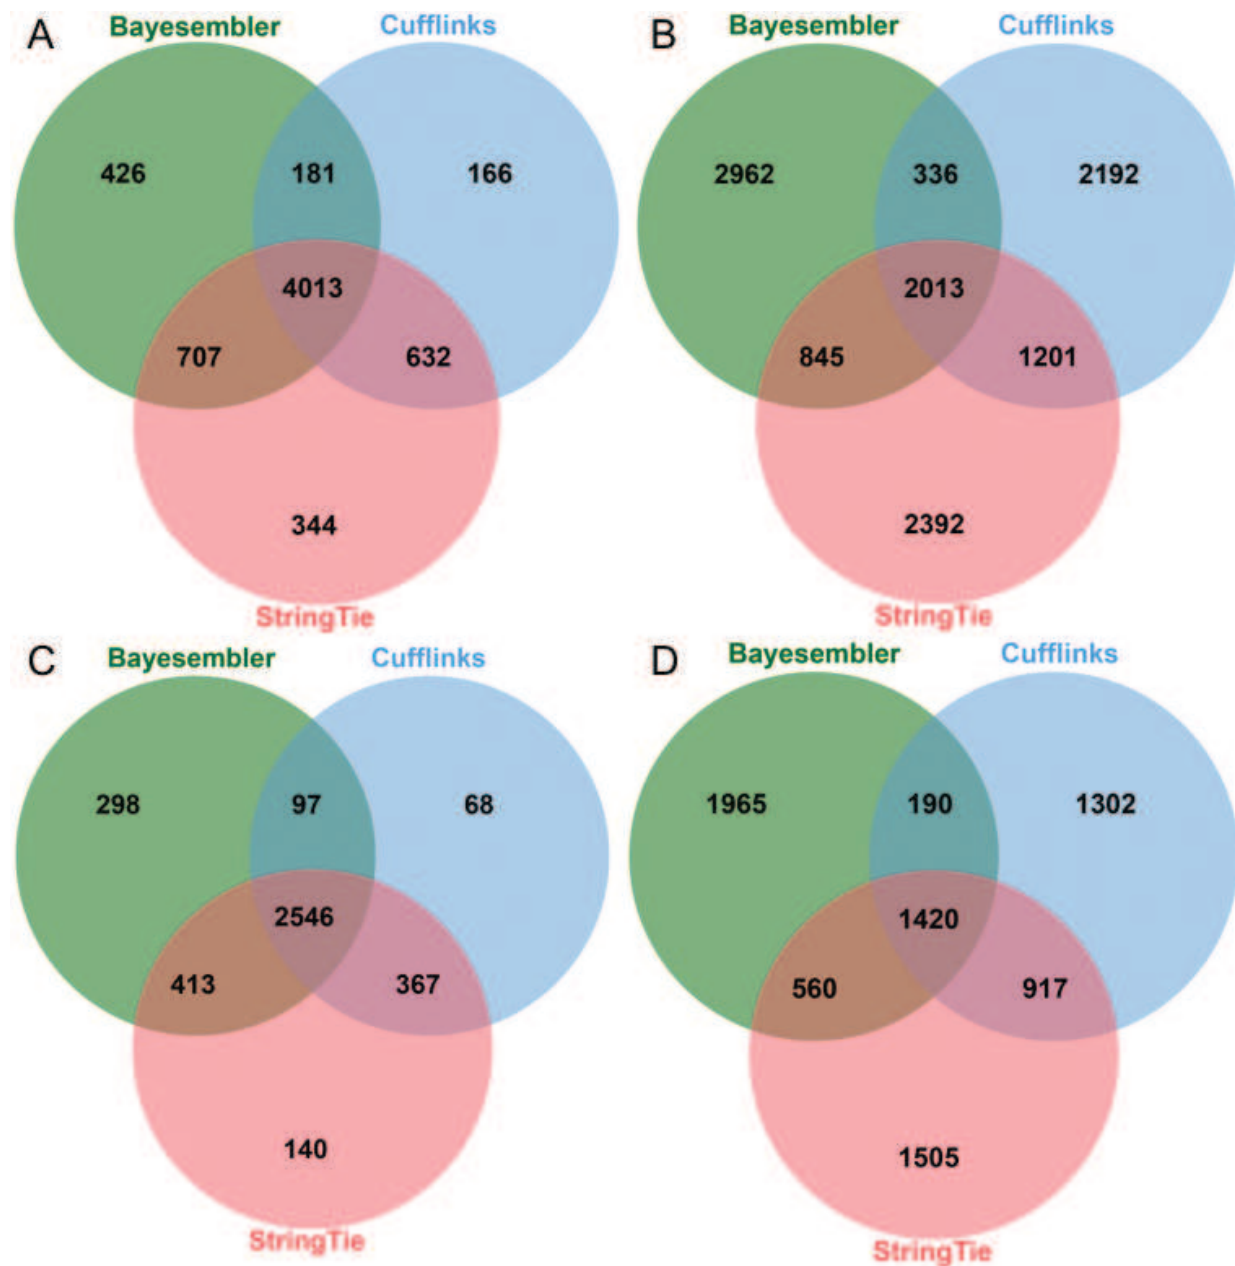 A
Bayesembler
Cufflinks
426
181
166
4013
707
632
344
StringTie
B
Bayesembler
Cufflinks
2962
336
2192
2013
845
1201
2392
StringTie
C
Bayesembler
Cufflinks
298
97
68
2546
413
367
140
StringTie
D
Bayesembler
Cufflinks
1965
190
1302
1420
560
917
1505
StringTie